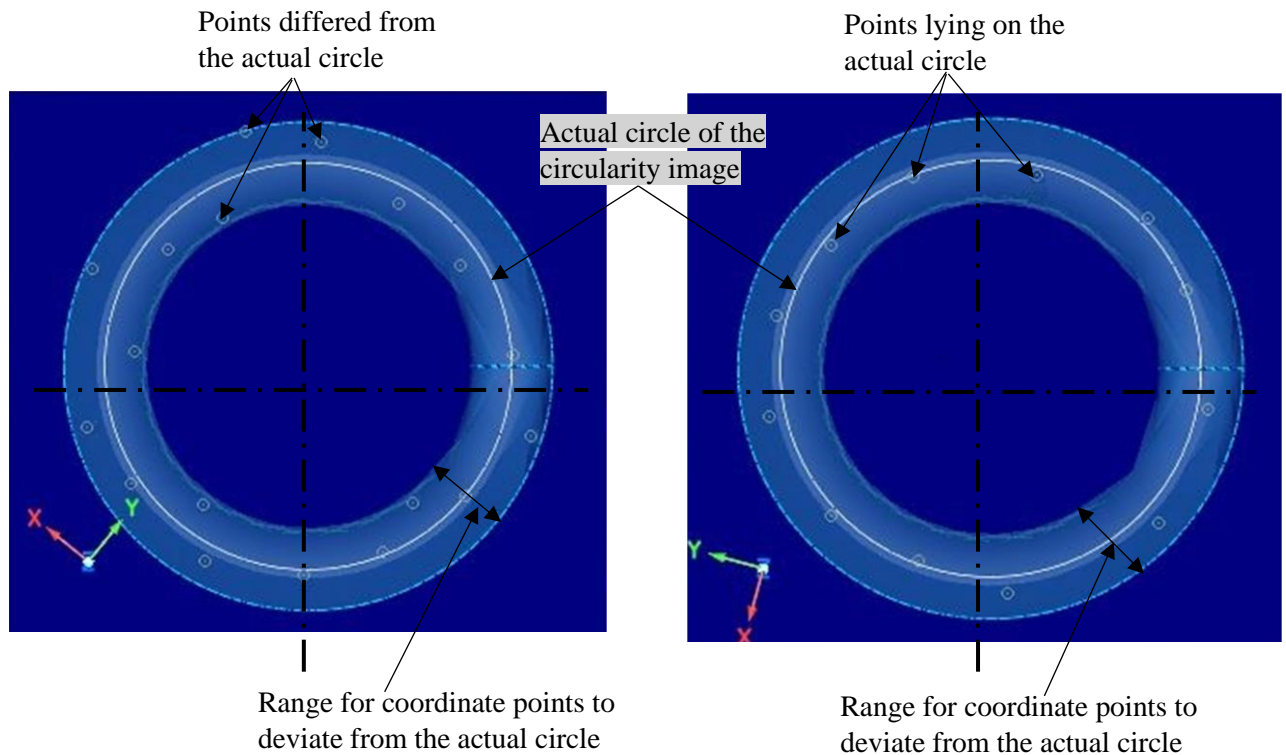 Points differed from
the actual circle
Points lying on the
actual circle
Actual circle of the
circularity image
X
Y
Y
X
Range for coordinate points to
deviate from the actual circle
Range for coordinate points to
deviate from the actual circle